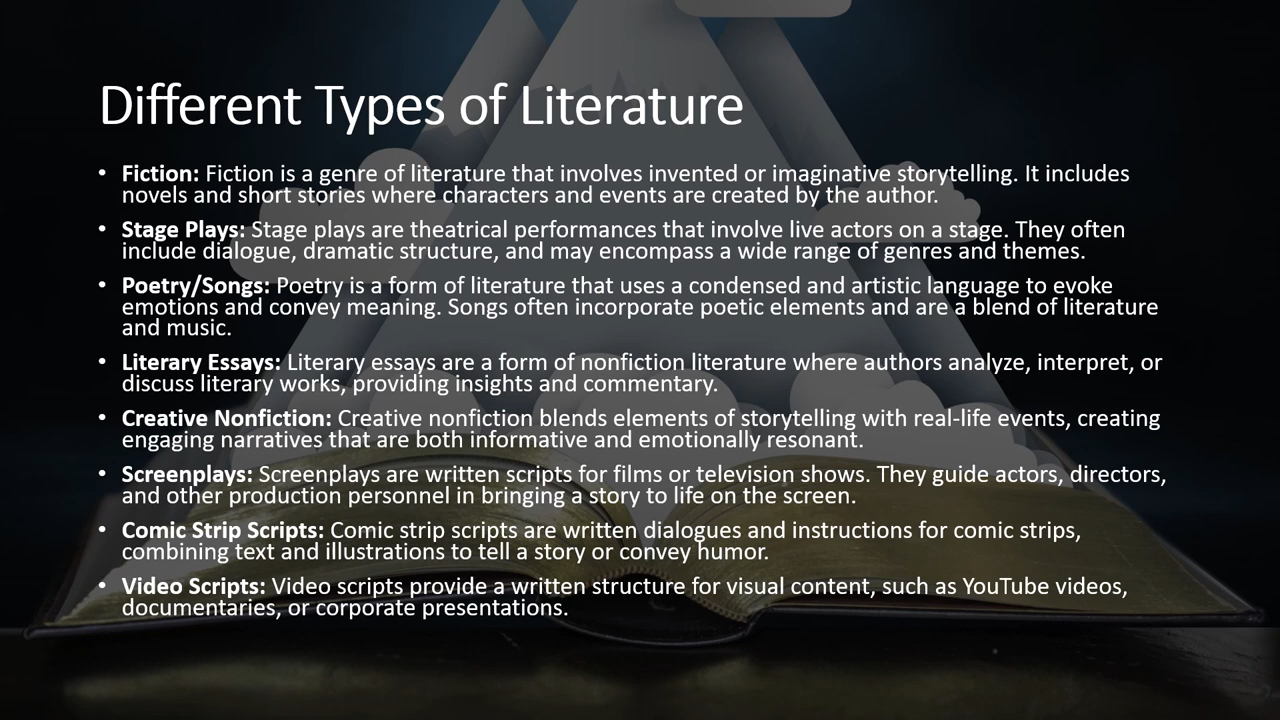 Different Types of Literature
• Fiction: Fiction is a genre of literature that involves invented or imaginative storytelling. It includes
novels and short stories where characters and events are created by the author.
• Stage Plays: Stage plays are theatrical performances that involve live actors on a stage. They often
include dialogue, dramatic structure, and may encompass a wide range of genres and themes.
• Poetry/Songs: Poetry is a form of literature that uses a condensed and artistic language to evoke
emotions and convey meaning. Songs often incorporate poetic elements and are a blend of literature
and music.
• Literary Essays: Literary essays are a form of nonfiction literature where authors analyze, interpret, or
discuss literary works, providing insights and commentary.
• Creative Nonfiction: Creative nonfiction blends elements of storytelling with real-life events, creating
engaging narratives that are both informative and emotionally resonant.
• Screenplays: Screenplays are written scripts for films or television shows. They guide actors, directors,
and other production personnel in bringing a story to life on the screen.
• Comic Strip Scripts: Comic strip scripts are written dialogues and instructions for comic strips,
combining text and illustrations to tell a story or convey humor.
• Video Scripts: Video scripts provide a written structure for visual content, such as YouTube videos,
documentaries, or corporate presentations.